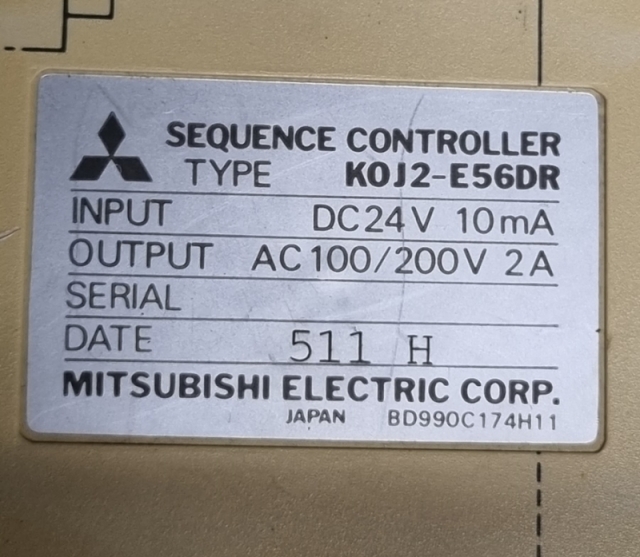 SEQUENCE CONTROLLER
TYPE K0J2-E56DR
INPUT DC24V 10mA
OUTPUT AC100/200V 2A
SERIAL
DATE 511 H
MITSUBISHI ELECTRIC CORP.
JAPAN BD990C174H11